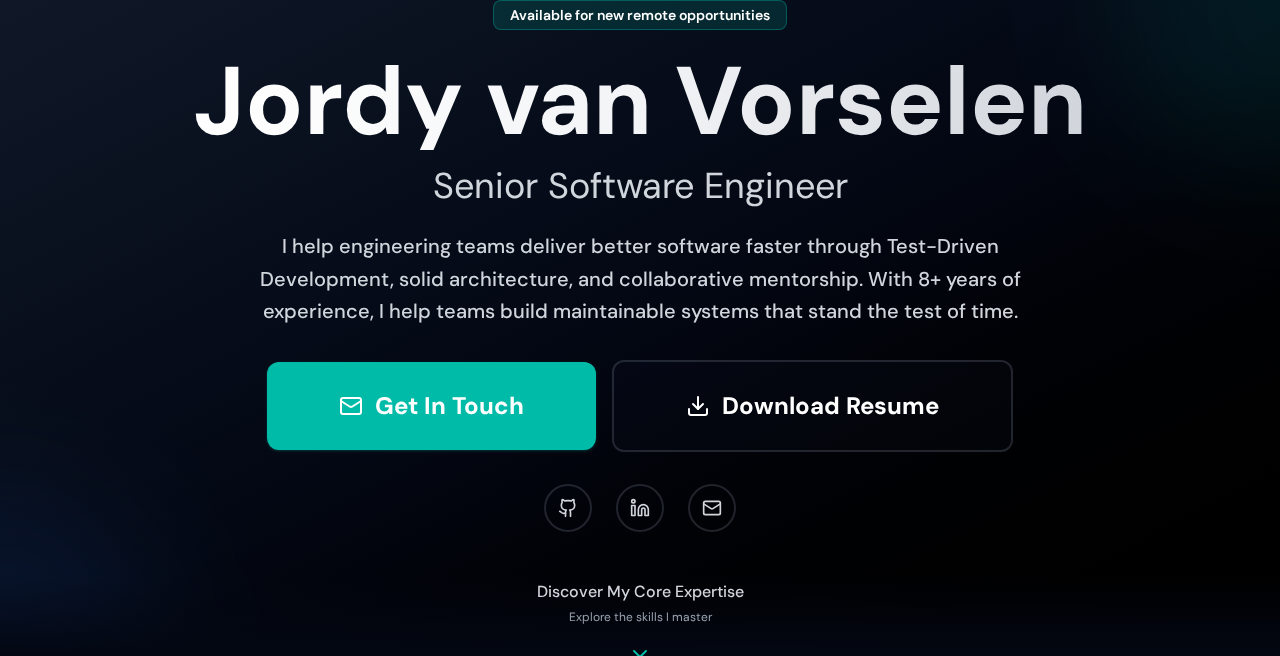 Available for new remote opportunities
Jordy van Vorselen
Senior Software Engineer
I help engineering teams deliver better software faster through Test-Driven
Development, solid architecture, and collaborative mentorship. With 8+ years of
experience, I help teams build maintainable systems that stand the test of time.
Get In Touch
Download Resume
Discover My Core Expertise
Explore the skills I master